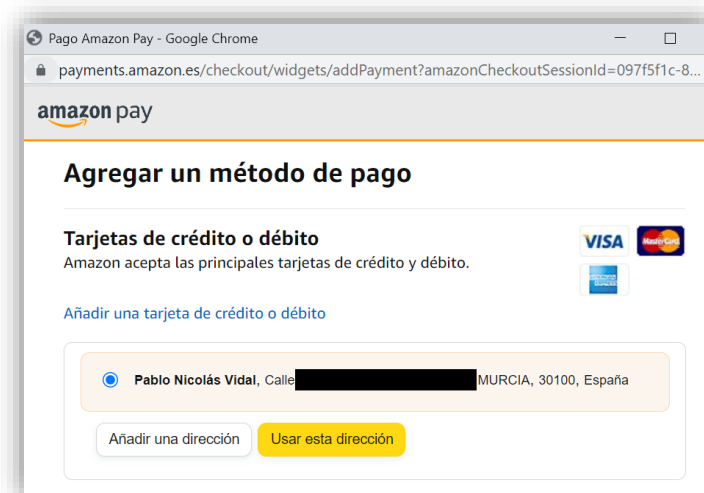 Pago Amazon Pay - Google Chrome
payments.amazon.es/checkout/widgets/addPayment?amazonCheckoutSessionId=097f5f1c-8...
amazon pay
Agregar un método de pago
Tarjetas de crédito o débito
VISA MasterCard
Amazon acepta las principales tarjetas de crédito y débito.
Añadir una tarjeta de crédito o débito
Pablo Nicolás Vidal, Calle MURCIA, 30100, España
Añadir una dirección Usar esta dirección